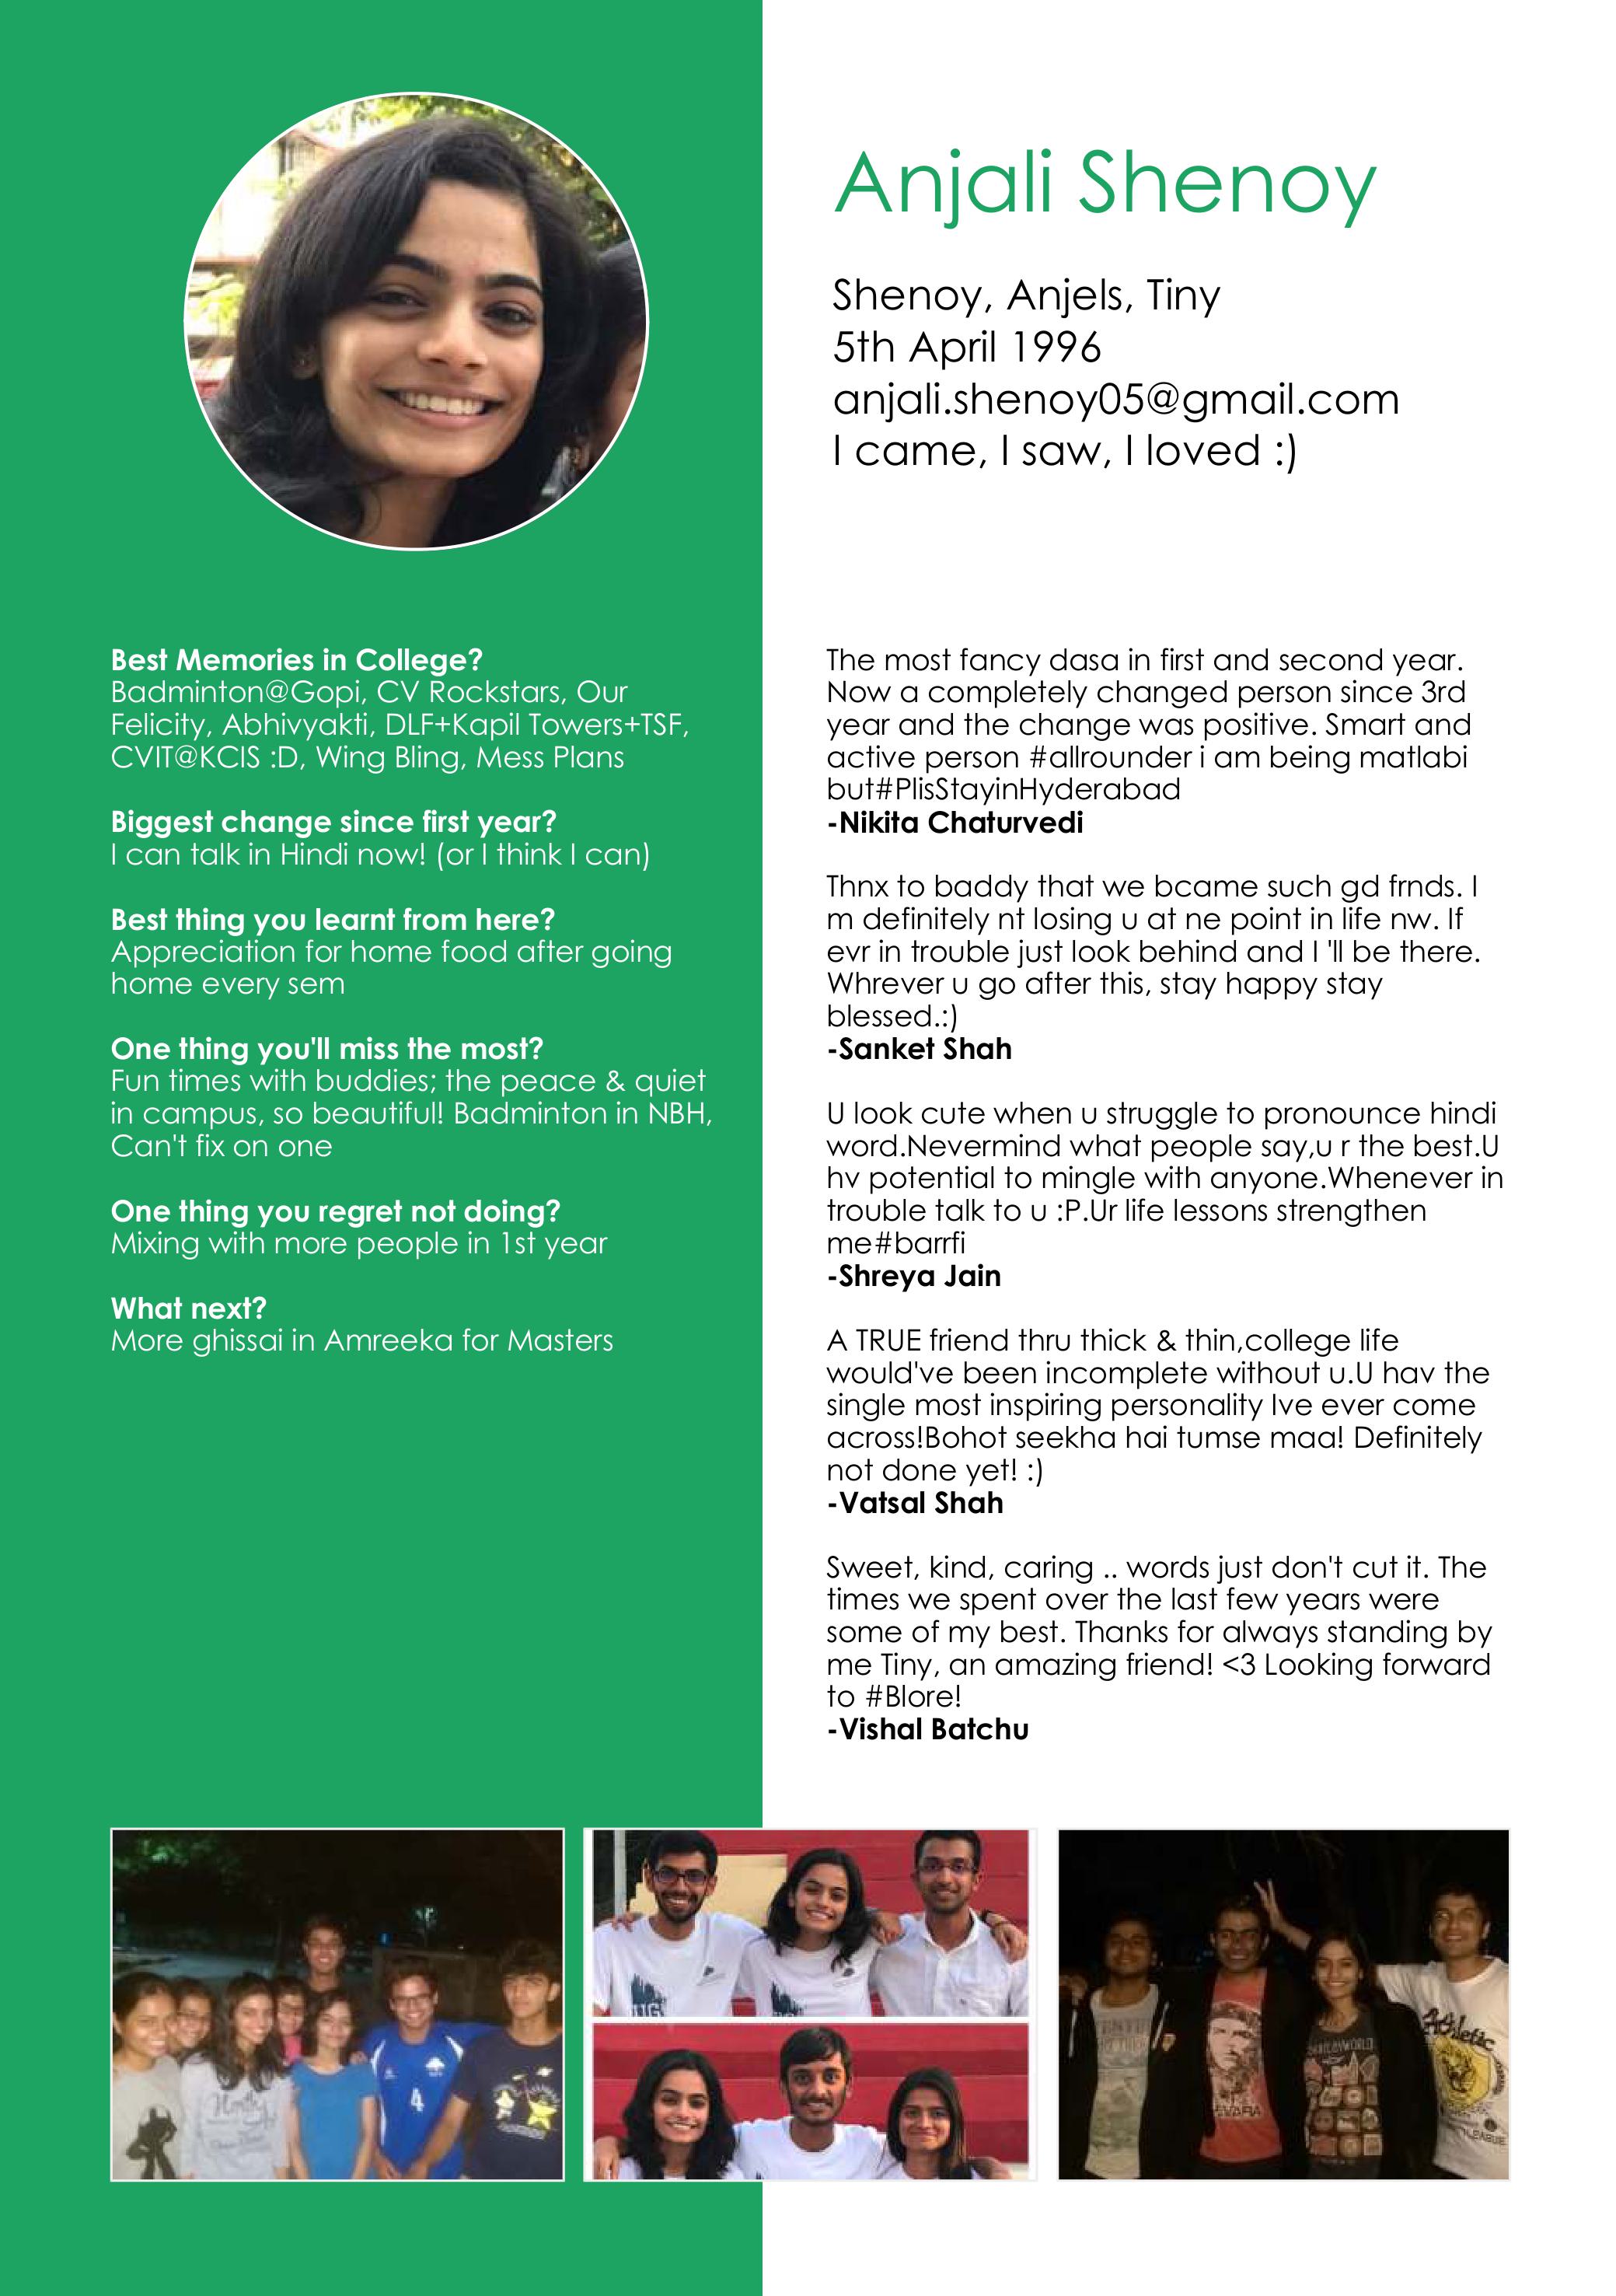 Anjali Shenoy
Shenoy, Anjels, Tiny
5th April 1996
anjali.shenoy05@gmail.com
I came, I saw, I loved :)
Best Memories in College?
Badminton@Gopi, CV Rockstars, Our
Felicity, Abhivyakti, DLF+Kapil Towers+TSF,
CVIT@KCIS :D, Wing Bling, Mess Plans
Biggest change since first year?
I can talk in Hindi now! (or I think I can)
Best thing you learnt from here?
Appreciation for home food after going
home every sem
One thing you'll miss the most?
Fun times with buddies; the peace & quiet
in campus, so beautiful! Badminton in NBH,
Can't fix on one
One thing you regret not doing?
Mixing with more people in 1st year
What next?
More ghissai in Amreeka for Masters
The most fancy dasa in first and second year.
Now a completely changed person since 3rd
year and the change was positive. Smart and
active person #allrounder i am being matlabi
but#PlisStayinHyderabad
-Nikita Chaturvedi
Thnx to baddy that we bcame such gd frnds. I
m definitely nt losing u at ne point in life nw. If
evr in trouble just look behind and I 'll be there.
Whrever u go after this, stay happy stay
blessed.:)
-Sanket Shah
U look cute when u struggle to pronounce hindi
word.Nevermind what people say,u r the best.U
hv potential to mingle with anyone.Whenever in
trouble talk to u :P.Ur life lessons strengthen
me#barrfi
-Shreya Jain
A TRUE friend thru thick & thin,college life
would've been incomplete without u.U hav the
single most inspiring personality Ive ever come
across!Bohot seekha hai tumse maa! Definitely
not done yet! :)
-Vatsal Shah
Sweet, kind, caring .. words just don't cut it. The
times we spent over the last few years were
some of my best. Thanks for always standing by
me Tiny, an amazing friend! <3 Looking forward
to #Blore!
-Vishal Batchu
4
Athletic